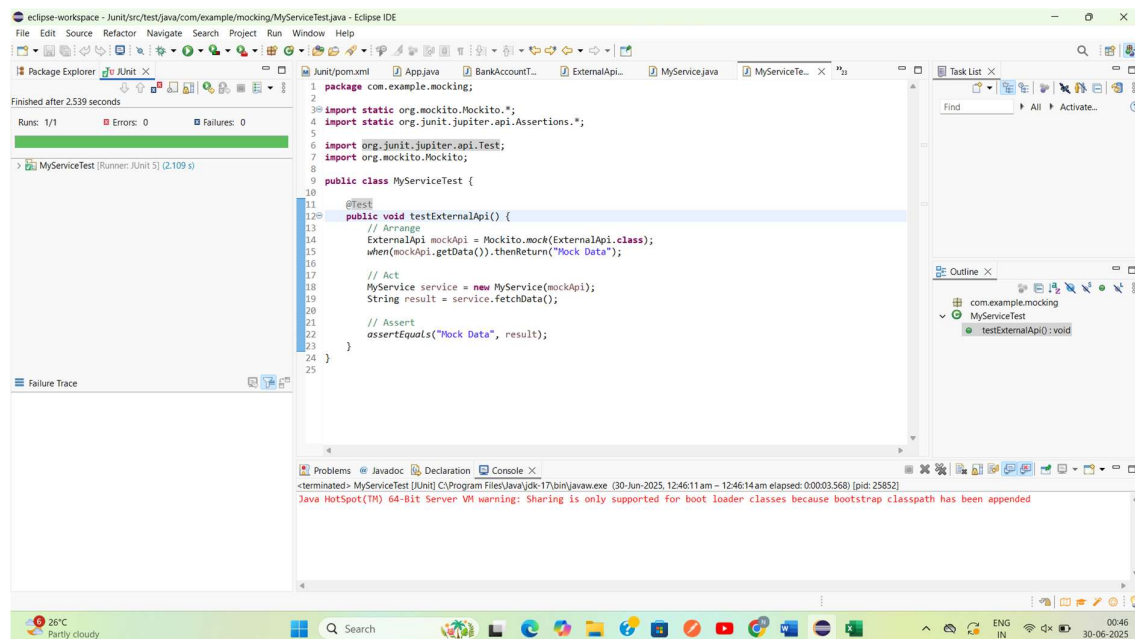 eclipse-workspace - Junit/src/test/java/com/example/mocking/MyServiceTest.java - Eclipse IDE
File Edit Source Refactor Navigate Search Project Run Window Help
Package Explorer JUnit
Finished after 2.539 seconds
Runs: 1/1 Errors: 0 Failures: 0
MyServiceTest [Runner: JUnit 5] (2.109 s)
Failure Trace
Junit/pom.xml App.java BankAccountT... ExternalApi... MyService.java MyServiceTe... 23
1 package com.example.mocking;
2
3 import static org.mockito.Mockito.*;
4 import static org.junit.jupiter.api.Assertions.*;
5
6 import org.junit.jupiter.api.Test;
7 import org.mockito.Mockito;
8
9 public class MyServiceTest {
10
11 @Test
12 public void testExternalApi() {
13 // Arrange
14 ExternalApi mockApi = Mockito.mock(ExternalApi.class);
15 when(mockApi.getData()).thenReturn("Mock Data");
16
17 // Act
18 MyService service = new MyService(mockApi);
19 String result = service.fetchData();
20
21 // Assert
22 assertEquals("Mock Data", result);
23 }
24 }
25
Task List
Find All Activate...
Outline
com.example.mocking
MyServiceTest
testExternalApi() : void
Problems Javadoc Declaration Console
<terminated> MyServiceTest [JUnit] C:\Program Files\Java\jdk-17\bin\javaw.exe (30-Jun-2025, 12:46:11 am – 12:46:14 am elapsed: 0:00:03.568) [pid: 25852]
Java HotSpot(TM) 64-Bit Server VM warning: Sharing is only supported for boot loader classes because bootstrap classpath has been appended
6
26°C
Partly cloudy
Search
ENG
IN
00:46
30-06-2025